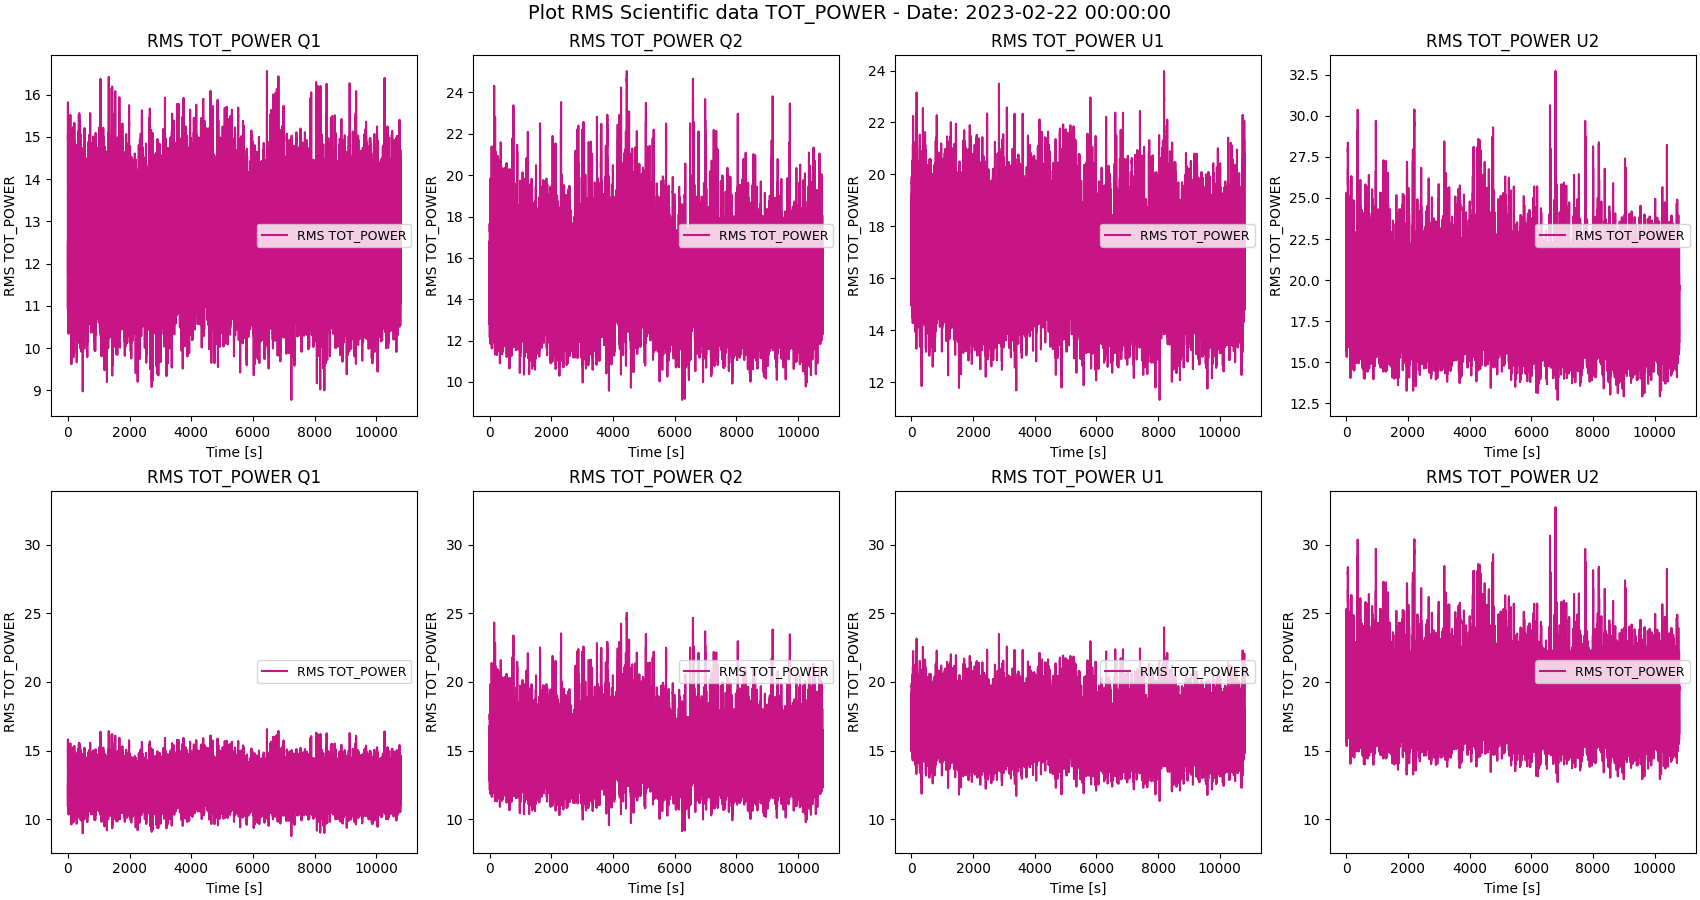 Plot RMS Scientific data TOT_POWER - Date: 2023-02-22 00:00:00
RMS TOT_POWER Q1
RMS TOT_POWER
16
15
14
13
12
11
10
9
RMS TOT_POWER
0 2000 4000 6000 8000 10000
Time [s]
RMS TOT_POWER Q2
RMS TOT_POWER
24
22
20
18
16
14
12
10
RMS TOT_POWER
0 2000 4000 6000 8000 10000
Time [s]
RMS TOT_POWER U1
RMS TOT_POWER
24
22
20
18
16
14
12
RMS TOT_POWER
0 2000 4000 6000 8000 10000
Time [s]
RMS TOT_POWER U2
RMS TOT_POWER
32.5
30.0
27.5
25.0
22.5
20.0
17.5
15.0
12.5
RMS TOT_POWER
0 2000 4000 6000 8000 10000
Time [s]
RMS TOT_POWER Q1
RMS TOT_POWER
30
25
20
15
10
RMS TOT_POWER
0 2000 4000 6000 8000 10000
Time [s]
RMS TOT_POWER Q2
RMS TOT_POWER
30
25
20
15
10
RMS TOT_POWER
0 2000 4000 6000 8000 10000
Time [s]
RMS TOT_POWER U1
RMS TOT_POWER
30
25
20
15
10
RMS TOT_POWER
0 2000 4000 6000 8000 10000
Time [s]
RMS TOT_POWER U2
RMS TOT_POWER
30
25
20
15
10
RMS TOT_POWER
0 2000 4000 6000 8000 10000
Time [s]